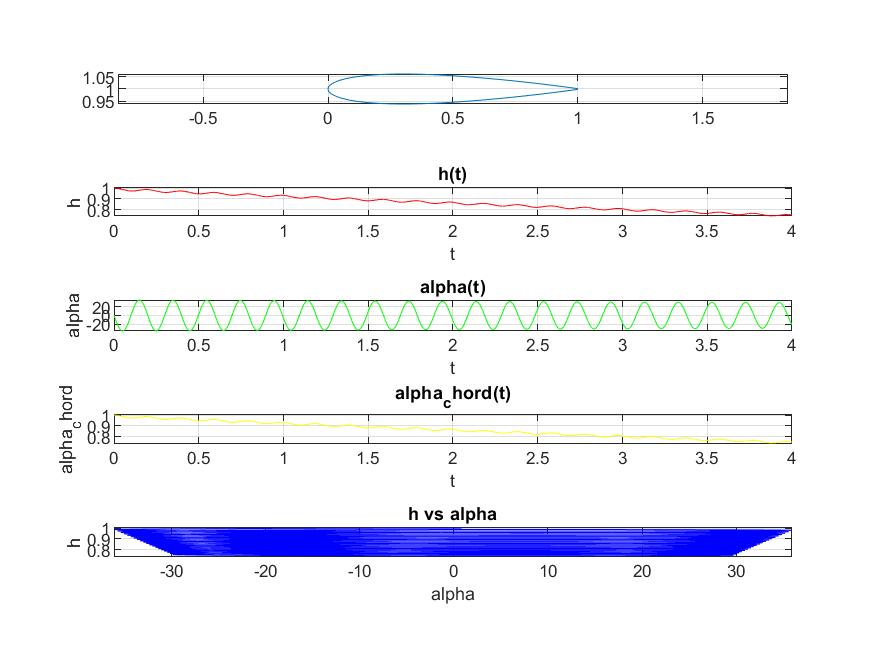 1.05
1
0.95
-0.5 0 0.5 1 1.5
h(t)
1
0.9
0.8
h
0 0.5 1 1.5 2 2.5 3 3.5 4
t
alpha(t)
20
0
-20
alpha
0 0.5 1 1.5 2 2.5 3 3.5 4
t
alpha_chord(t)
1
0.9
0.8
alpha_chord
0 0.5 1 1.5 2 2.5 3 3.5 4
t
h vs alpha
1
0.9
0.8
h
-30 -20 -10 0 10 20 30
alpha